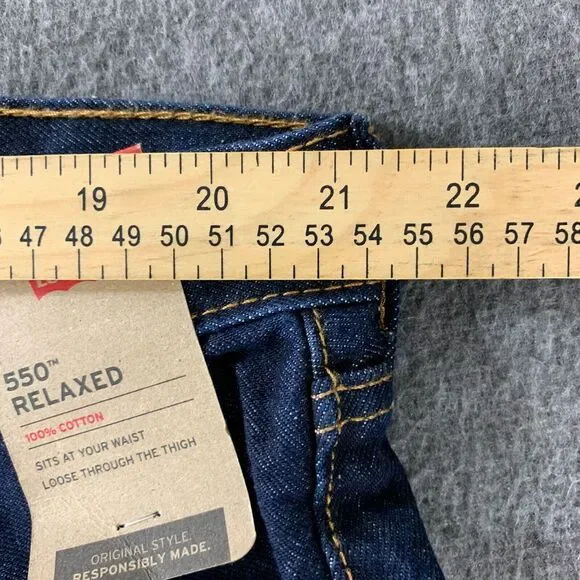 19 20 21 22
47 48 49 50 51 52 53 54 55 56 57 58
550™
RELAXED
100% COTTON
SITS AT YOUR WAIST
LOOSE THROUGH THE THIGH
ORIGINAL STYLE.
RESPONSIBLY MADE.